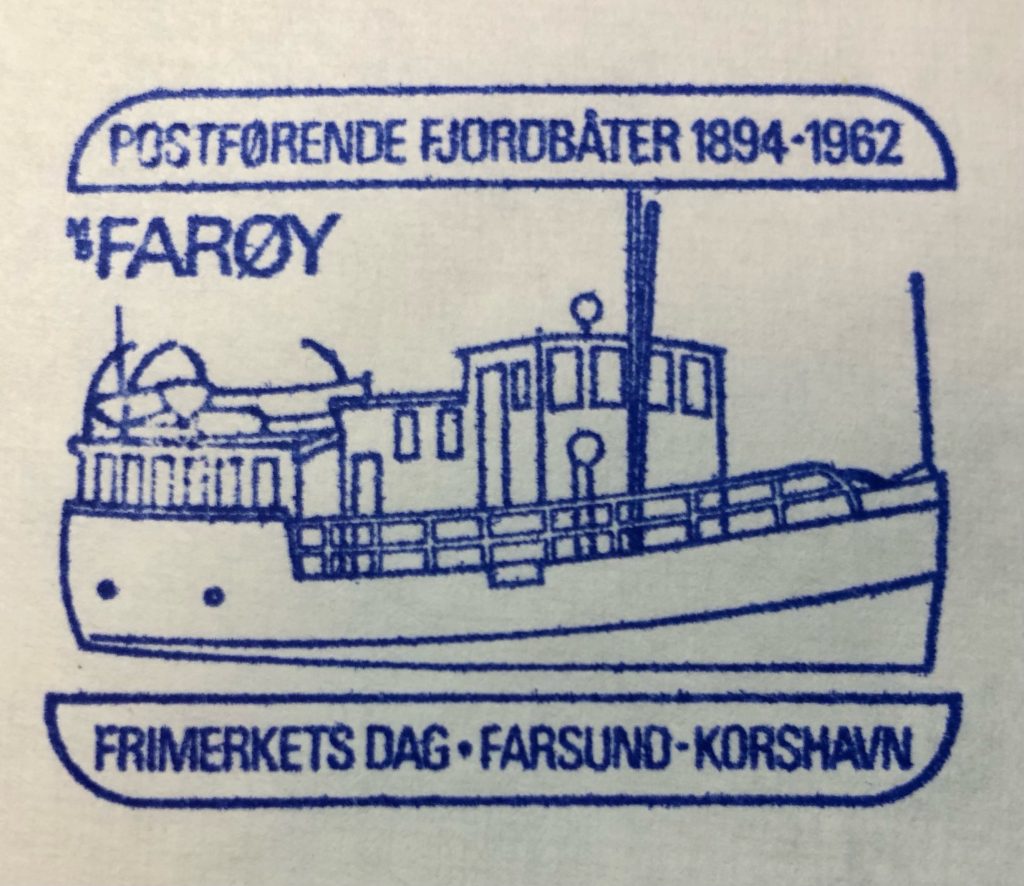 POSTFØRENDE FJORDBÅTER 1894-1962
M/B FARØY
FRIMERKETS DAG • FARSUND-KORSHAVN